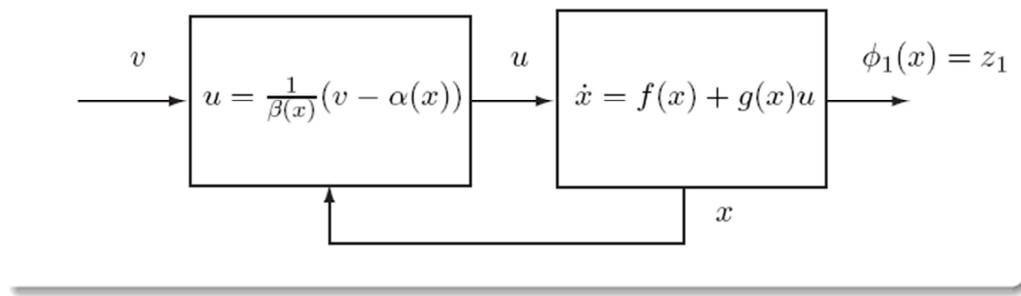 v
u = 1/β(x) (v − α(x))
u
ẋ = f(x) + g(x)u
ϕ₁(x) = z₁
x